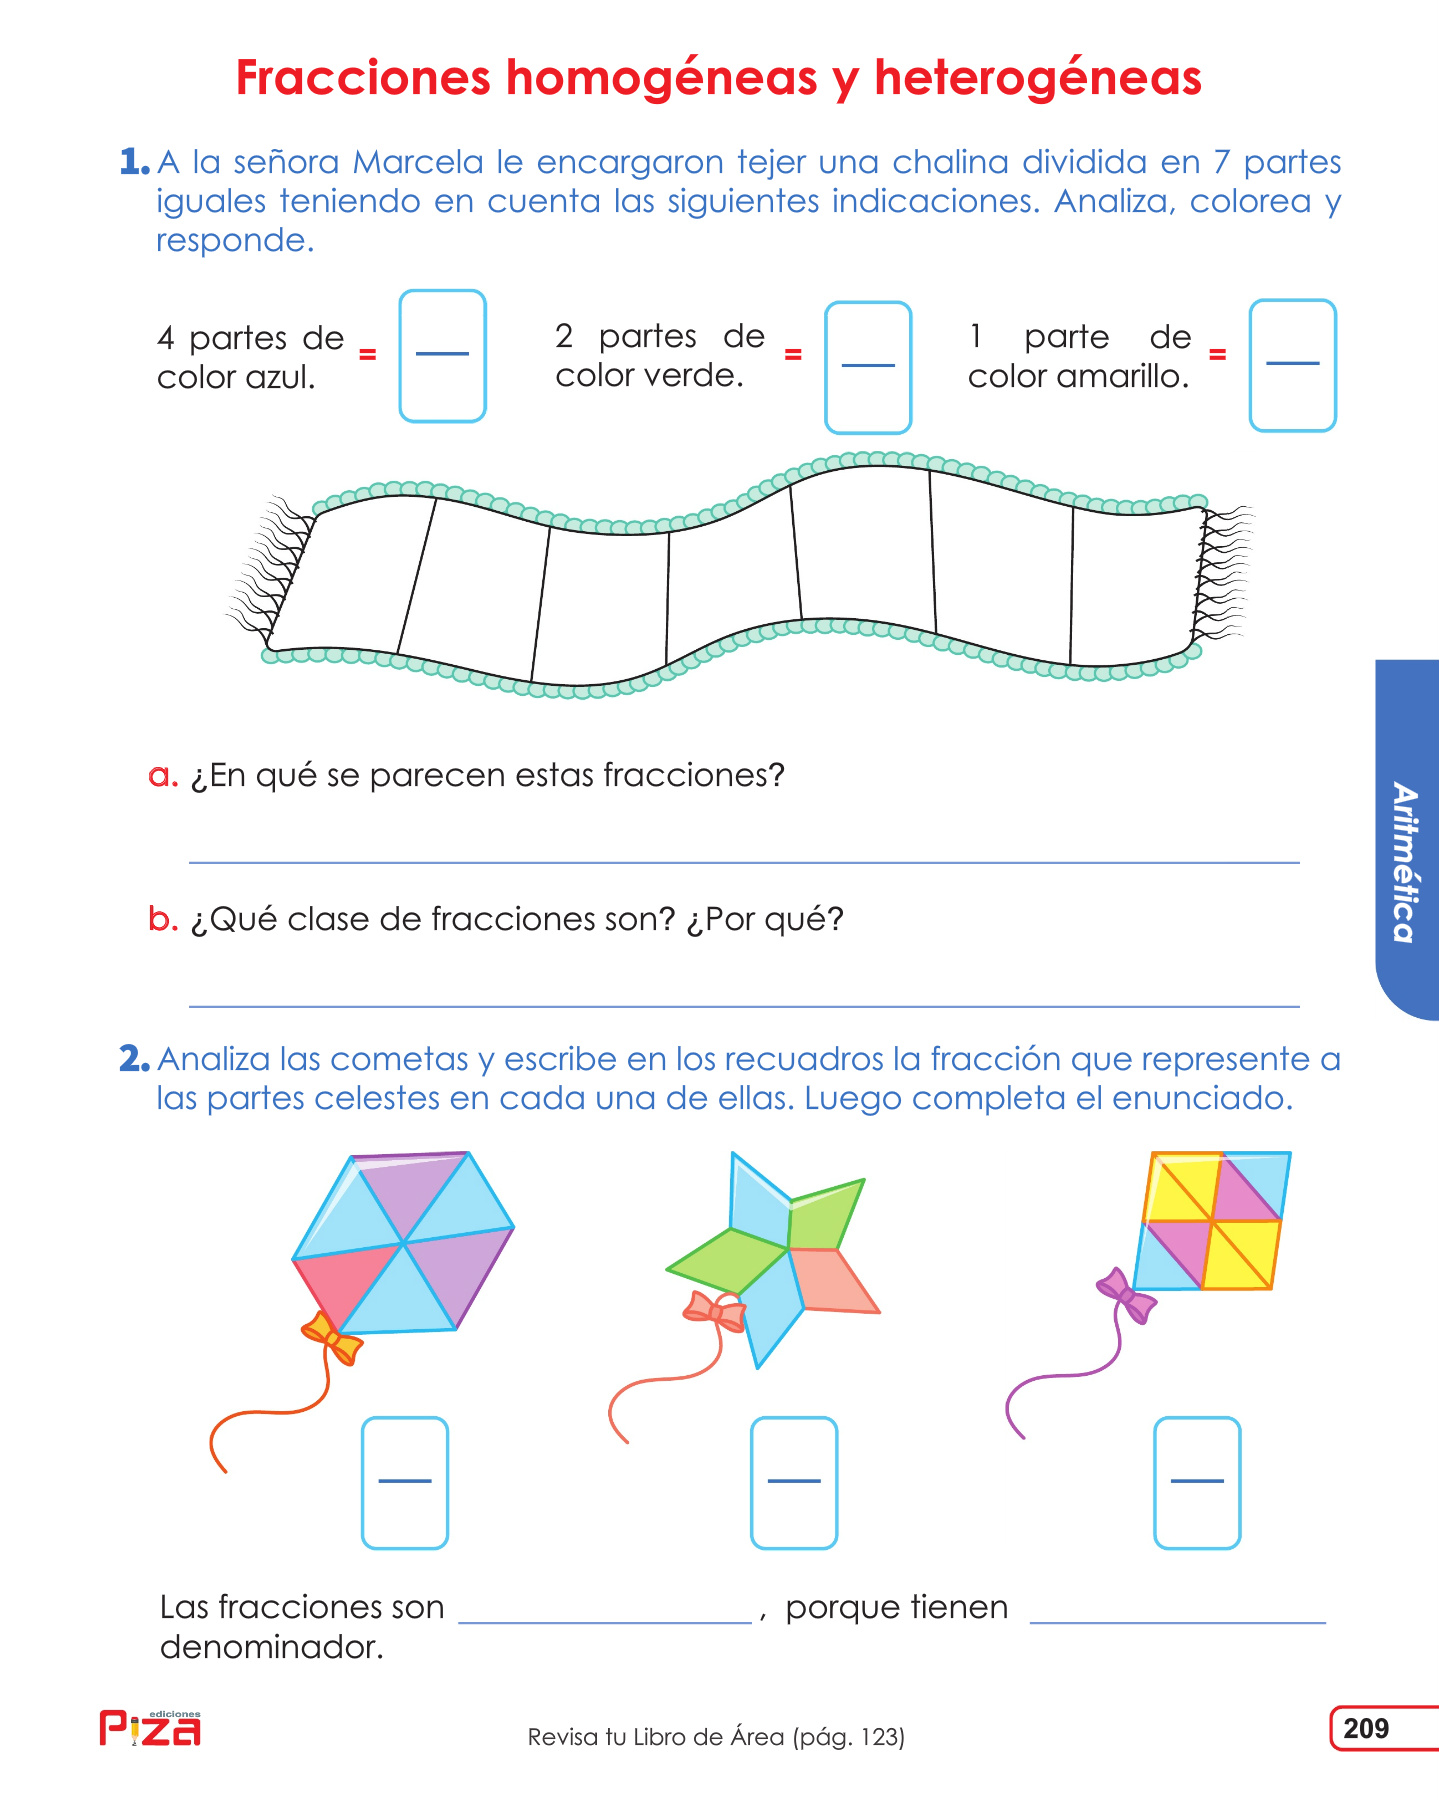 Fracciones homogéneas y heterogéneas
1. A la señora Marcela le encargaron tejer una chalina dividida en 7 partes
iguales teniendo en cuenta las siguientes indicaciones. Analiza, colorea y
responde.
4 partes de
color azul.
=
2 partes de
color verde.
=
1 parte de
color amarillo.
=
a. ¿En qué se parecen estas fracciones?
b. ¿Qué clase de fracciones son? ¿Por qué?
Aritmética
2. Analiza las cometas y escribe en los recuadros la fracción que represente a
las partes celestes en cada una de ellas. Luego completa el enunciado.
Las fracciones son ____________ , porque tienen ____________
denominador.
ediciones
Piza
Revisa tu Libro de Área (pág. 123)
209